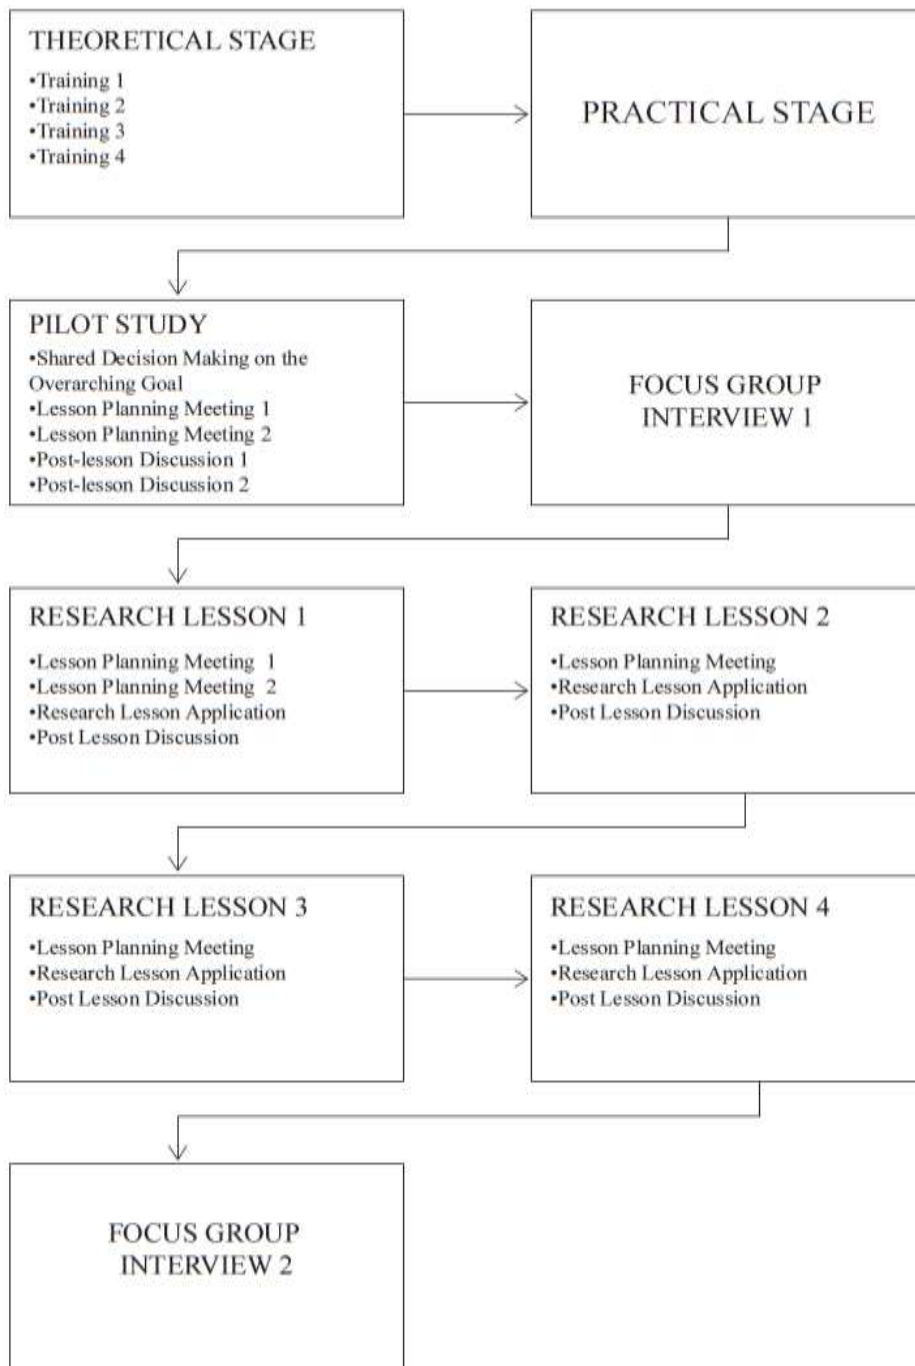 THEORETICAL STAGE
•Training 1
•Training 2
•Training 3
•Training 4
PRACTICAL STAGE
PILOT STUDY
•Shared Decision Making on the
Overarching Goal
•Lesson Planning Meeting 1
•Lesson Planning Meeting 2
•Post-lesson Discussion 1
•Post-lesson Discussion 2
FOCUS GROUP
INTERVIEW 1
RESEARCH LESSON 1
•Lesson Planning Meeting 1
•Lesson Planning Meeting 2
•Research Lesson Application
•Post Lesson Discussion
RESEARCH LESSON 2
•Lesson Planning Meeting
•Research Lesson Application
•Post Lesson Discussion
RESEARCH LESSON 3
•Lesson Planning Meeting
•Research Lesson Application
•Post Lesson Discussion
RESEARCH LESSON 4
•Lesson Planning Meeting
•Research Lesson Application
•Post Lesson Discussion
FOCUS GROUP
INTERVIEW 2